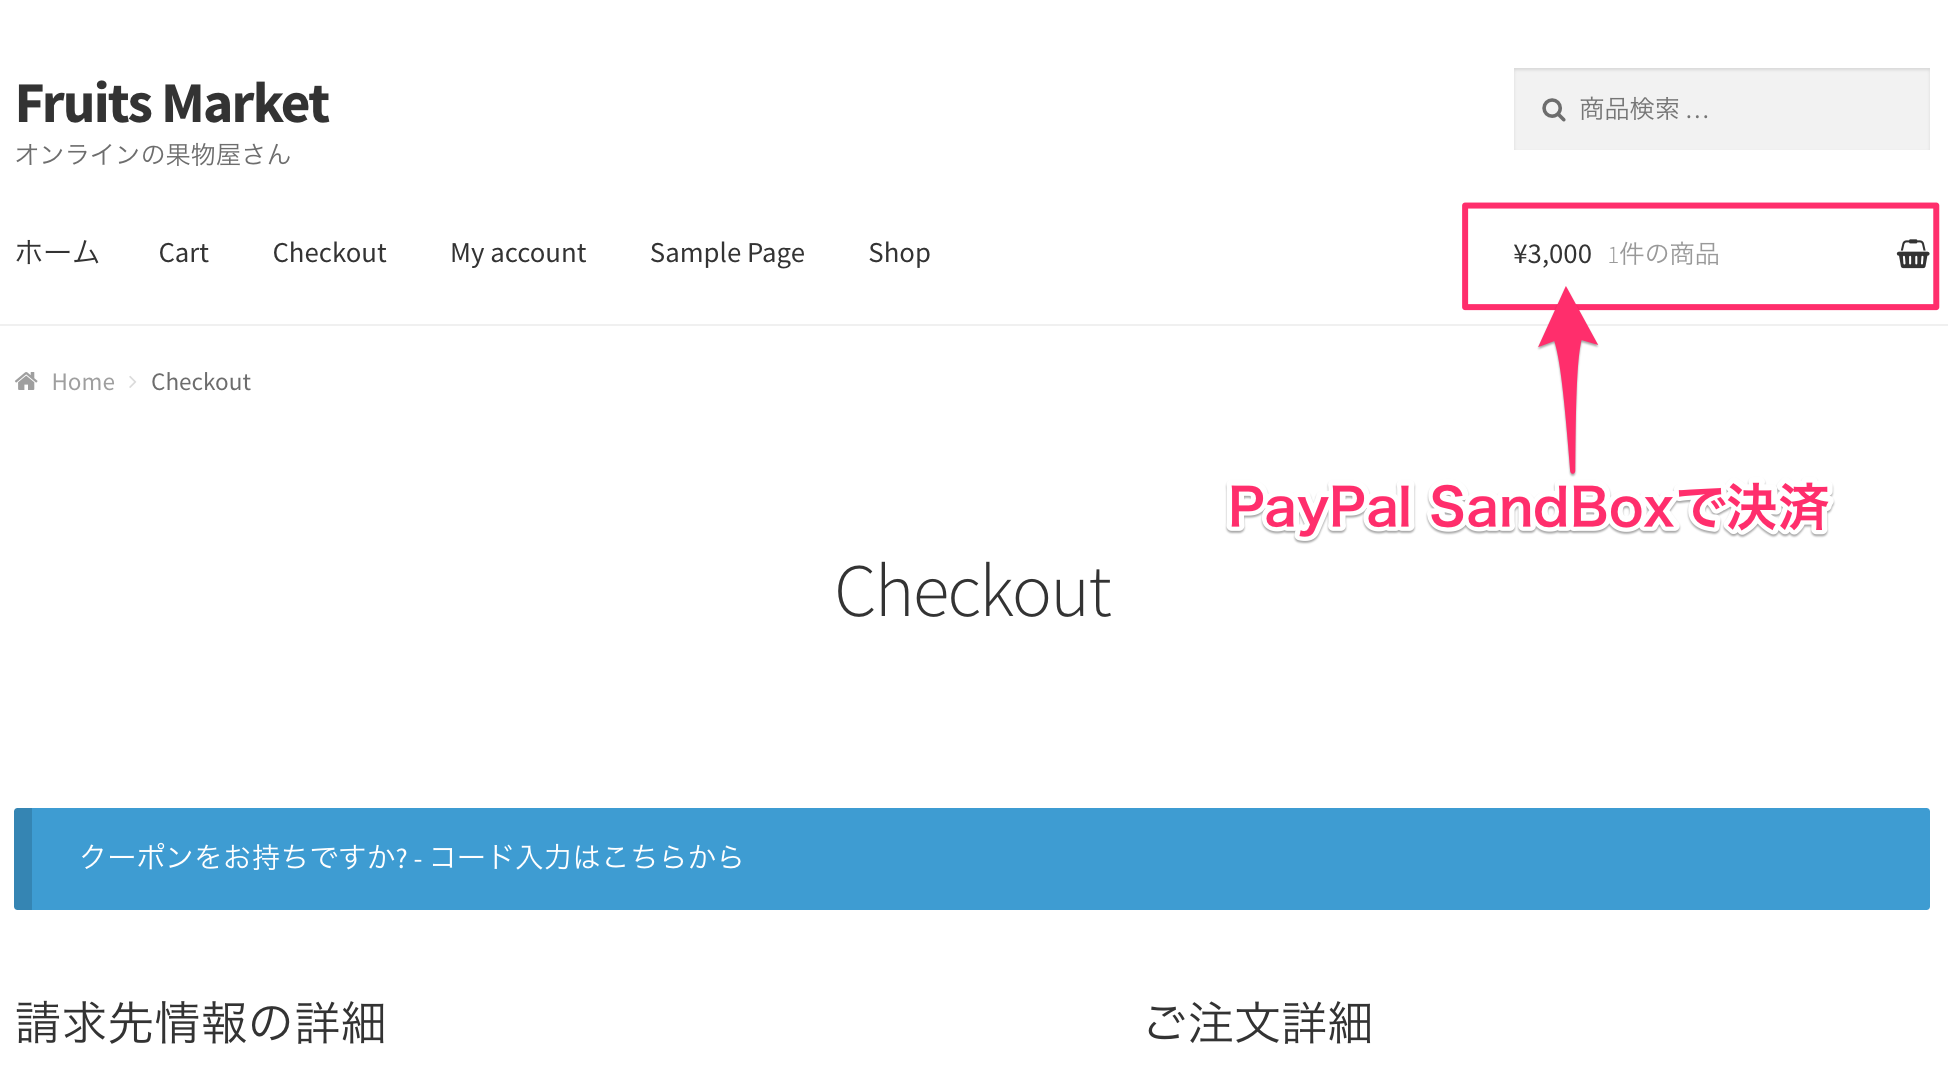 Fruits Market
オンラインの果物屋さん
商品検索 …
ホーム Cart Checkout My account Sample Page Shop
¥3,000 1件の商品
Home Checkout
PayPal SandBoxで決済
Checkout
クーポンをお持ちですか? - コード入力はこちらから
請求先情報の詳細
ご注文詳細